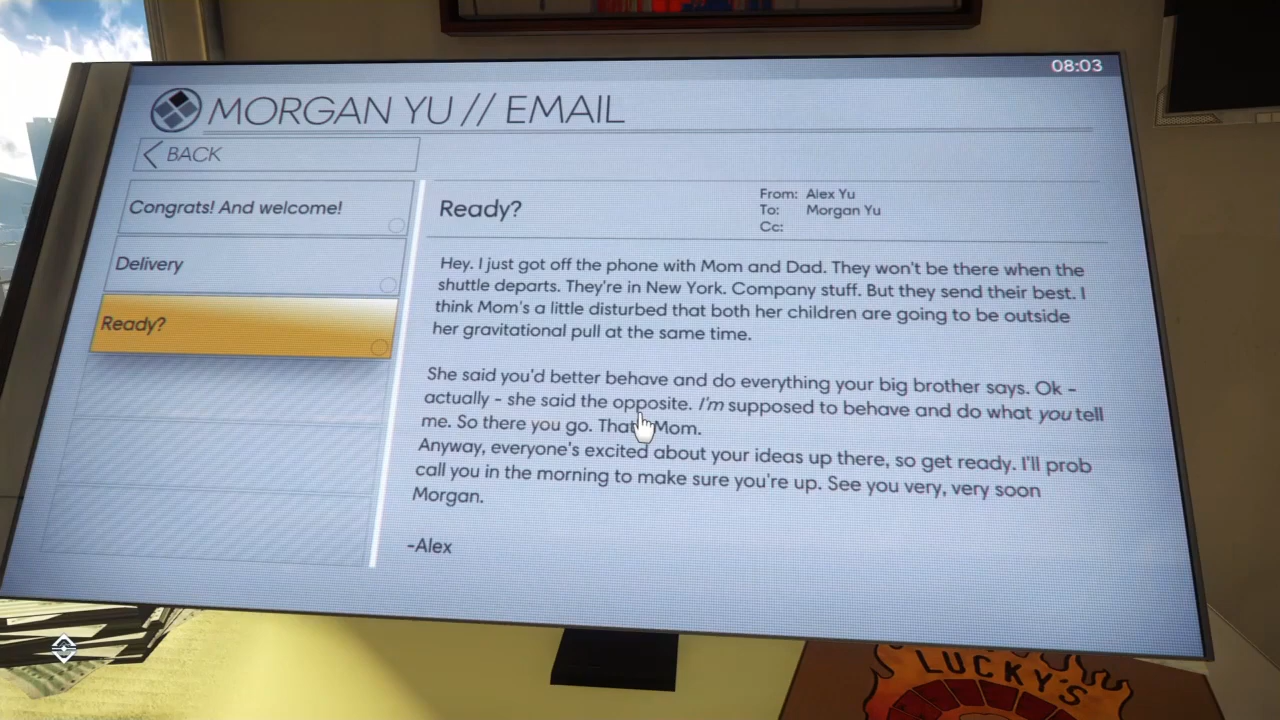 08:03
MORGAN YU // EMAIL
BACK
Congrats! And welcome!
Delivery
Ready?
Ready?
From: Alex Yu
To: Morgan Yu
Cc:
Hey. I just got off the phone with Mom and Dad. They won't be there when the
shuttle departs. They're in New York. Company stuff. But they send their best. I
think Mom's a little disturbed that both her children are going to be outside
her gravitational pull at the same time.
She said you'd better behave and do everything your big brother says. Ok -
actually - she said the opposite. I'm supposed to behave and do what you tell
me. So there you go. That Mom.
Anyway, everyone's excited about your ideas up there, so get ready. I'll prob
call you in the morning to make sure you're up. See you very, very soon
Morgan.
-Alex
LUCKY'S